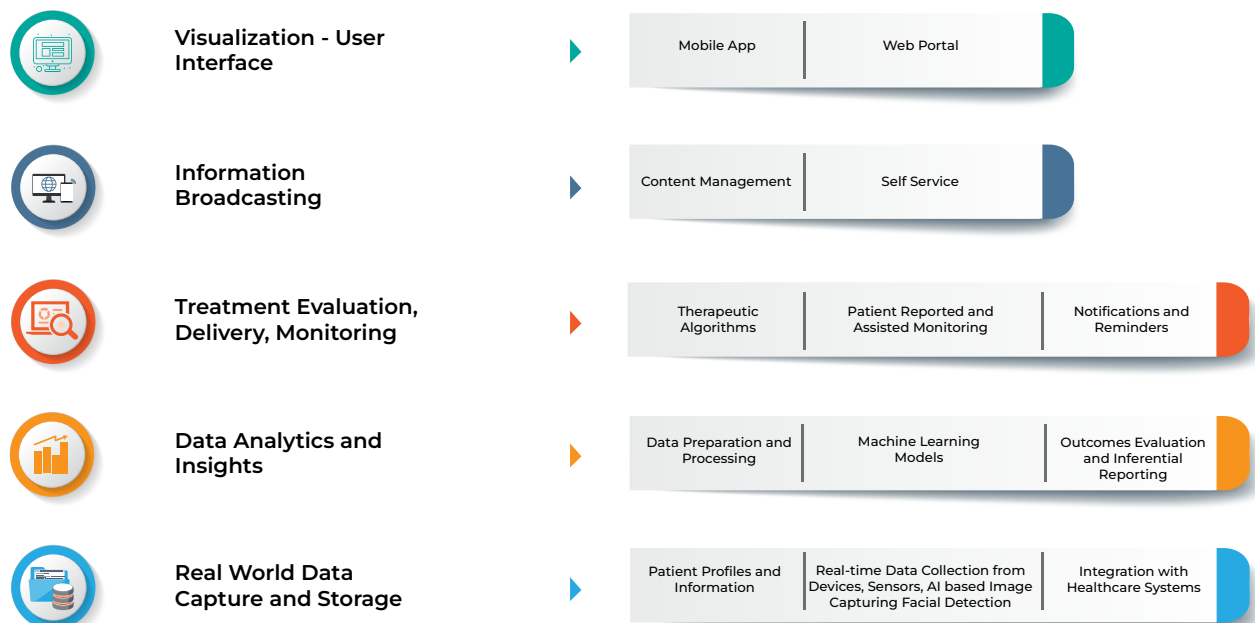 Visualization - User
Interface
Mobile App
Web Portal
Information
Broadcasting
Content Management
Self Service
Treatment Evaluation,
Delivery, Monitoring
Therapeutic
Algorithms
Patient Reported and
Assisted Monitoring
Notifications and
Reminders
Data Analytics and
Insights
Data Preparation and
Processing
Machine Learning
Models
Outcomes Evaluation
and Inferential
Reporting
Real World Data
Capture and Storage
Patient Profiles and
Information
Real-time Data Collection from
Devices, Sensors, AI based Image
Capturing Facial Detection
Integration with
Healthcare Systems